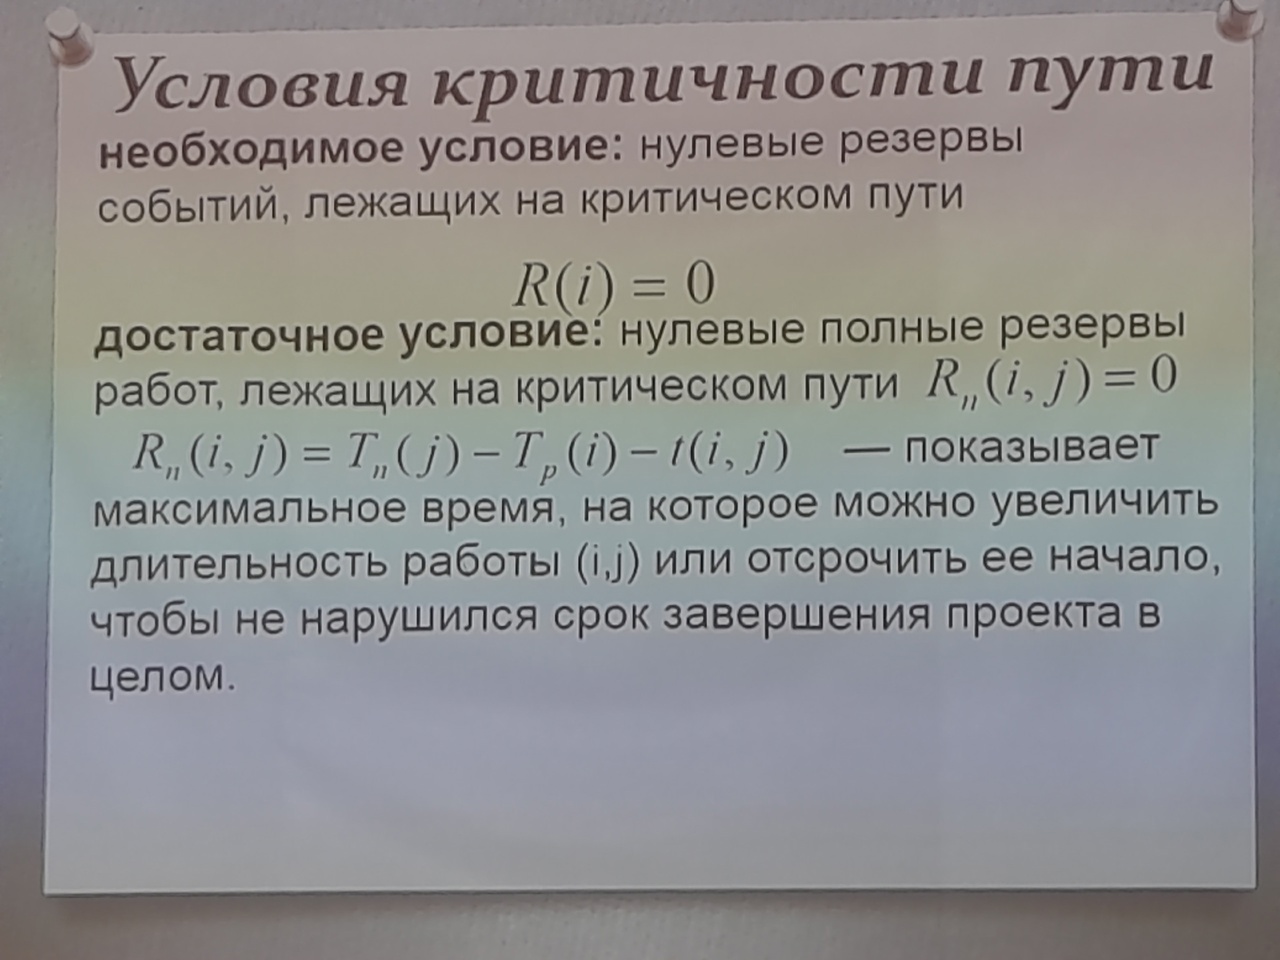 Условия критичности пути
необходимое условие: нулевые резервы
событий, лежащих на критическом пути
R(i) = 0
достаточное условие: нулевые полные резервы
работ, лежащих на критическом пути R_п(i, j) = 0
R_п(i, j) = T_п(j) − T_р(i) − t(i, j) — показывает
максимальное время, на которое можно увеличить
длительность работы (i,j) или отсрочить ее начало,
чтобы не нарушился срок завершения проекта в
целом.